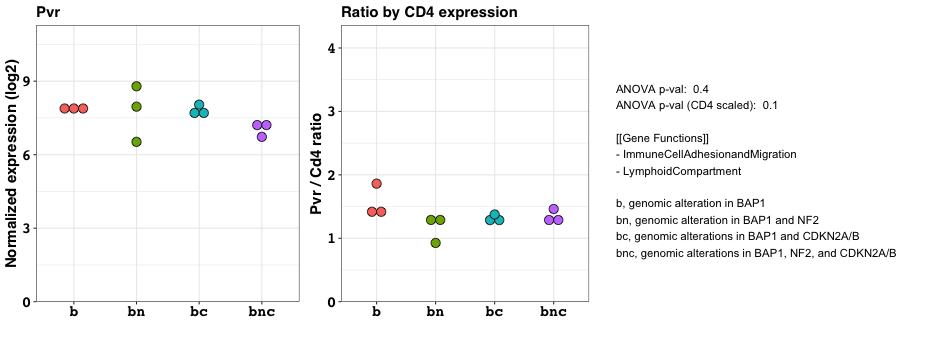 Pvr
Normalized expression (log2)
9
6
3
0
b bn bc bnc
Ratio by CD4 expression
Pvr / Cd4 ratio
4
3
2
1
0
b bn bc bnc
ANOVA p-val:  0.4
ANOVA p-val (CD4 scaled):  0.1
[[Gene Functions]]
- ImmuneCellAdhesionandMigration
- LymphoidCompartment
b, genomic alteration in BAP1
bn, genomic alteration in BAP1 and NF2
bc, genomic alterations in BAP1 and CDKN2A/B
bnc, genomic alterations in BAP1, NF2, and CDKN2A/B